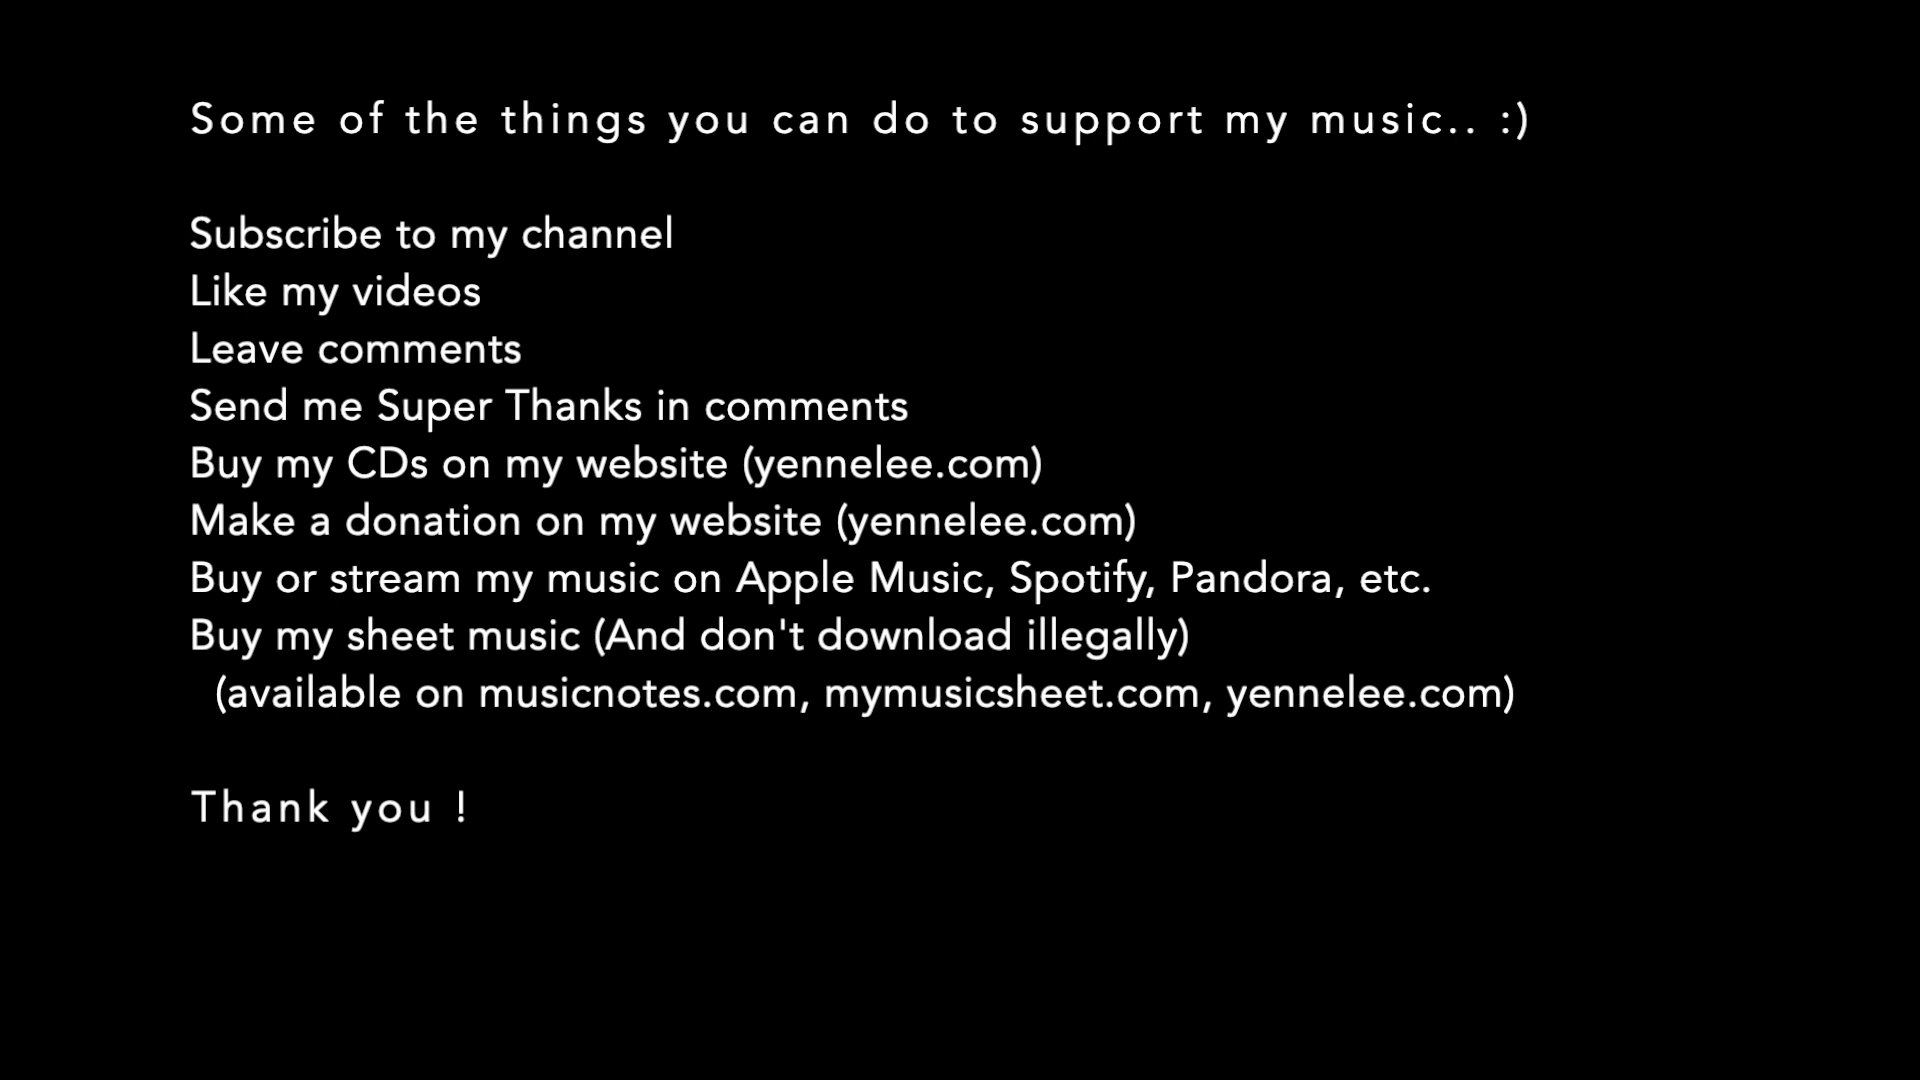 Some of the things you can do to support my music.. :)
Subscribe to my channel
Like my videos
Leave comments
Send me Super Thanks in comments
Buy my CDs on my website (yennelee.com)
Make a donation on my website (yennelee.com)
Buy or stream my music on Apple Music, Spotify, Pandora, etc.
Buy my sheet music (And don't download illegally)
(available on musicnotes.com, mymusicsheet.com, yennelee.com)
Thank you !